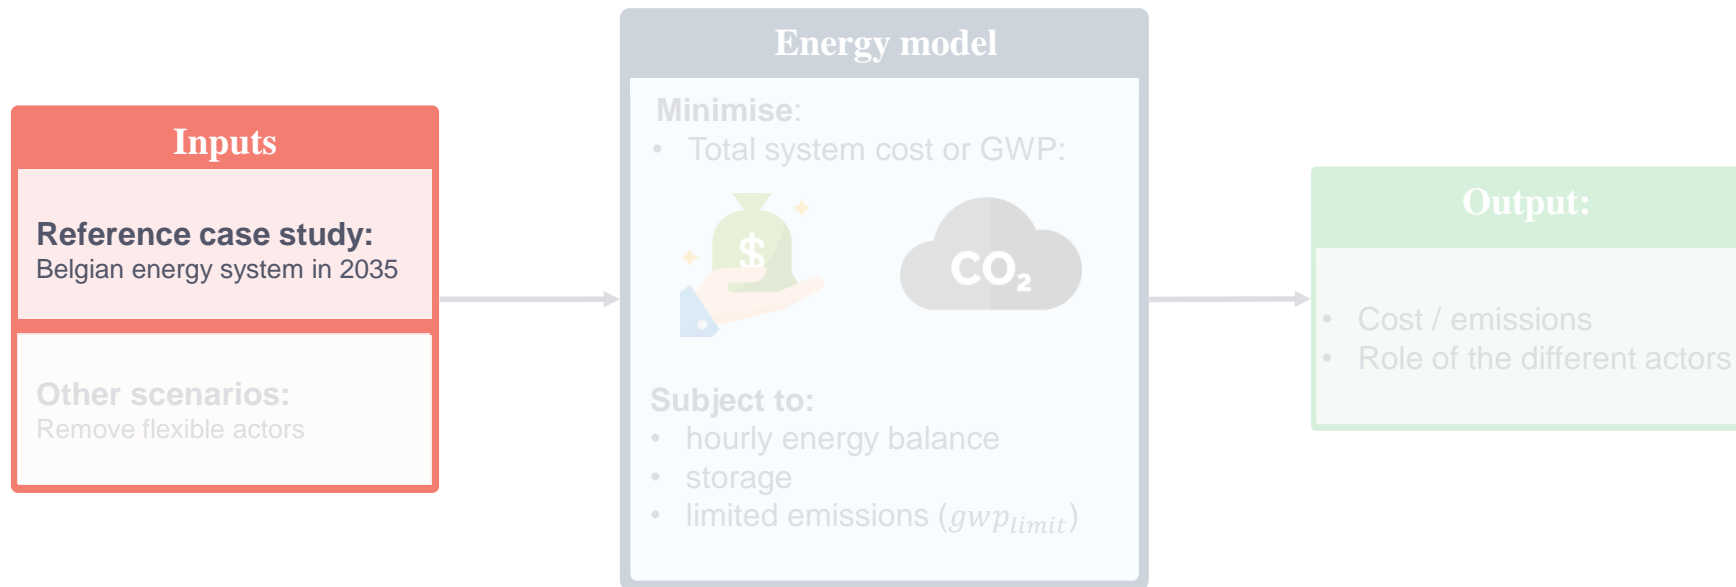 Inputs
Reference case study:
Belgian energy system in 2035
Other scenarios:
Remove flexible actors
Energy model
Minimise:
• Total system cost or GWP:
$
CO₂
Subject to:
• hourly energy balance
• storage
• limited emissions (gwp_limit)
Output:
• Cost / emissions
• Role of the different actors